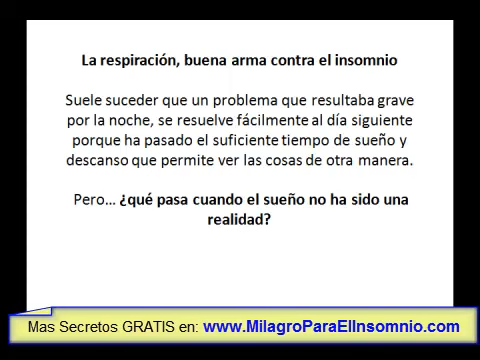 La respiración, buena arma contra el insomnio
Suele suceder que un problema que resultaba grave
por la noche, se resuelve fácilmente al día siguiente
porque ha pasado el suficiente tiempo de sueño y
descanso que permite ver las cosas de otra manera.
Pero... ¿qué pasa cuando el sueño no ha sido una
realidad?
Mas Secretos GRATIS en: www.MilagroParaElInsomnio.com